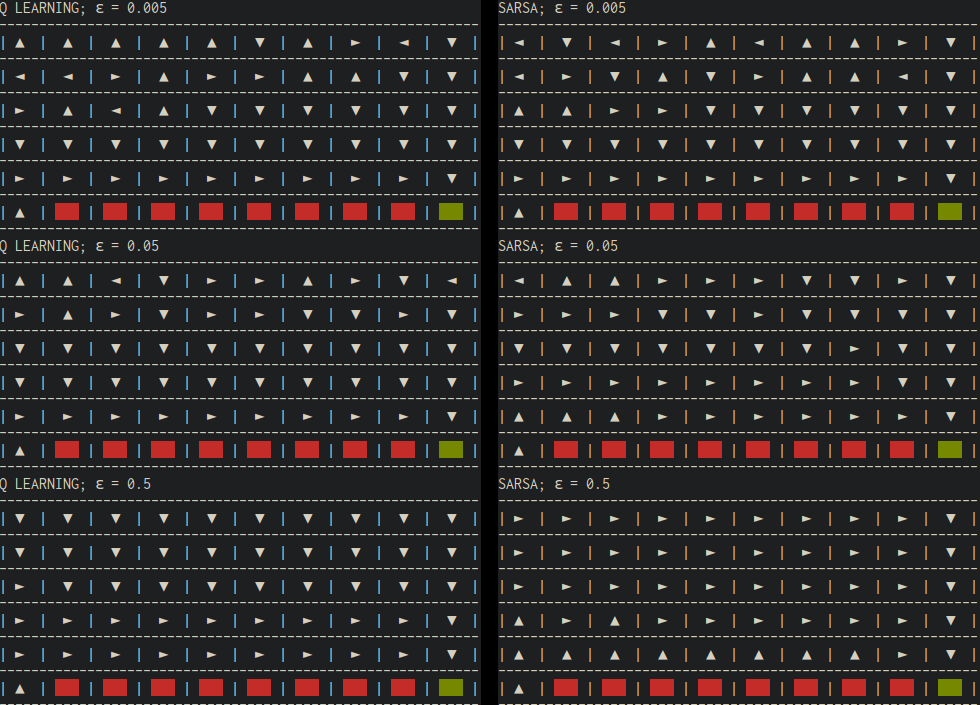 Q LEARNING; ε = 0.005
SARSA; ε = 0.005
Q LEARNING; ε = 0.05
SARSA; ε = 0.05
Q LEARNING; ε = 0.5
SARSA; ε = 0.5